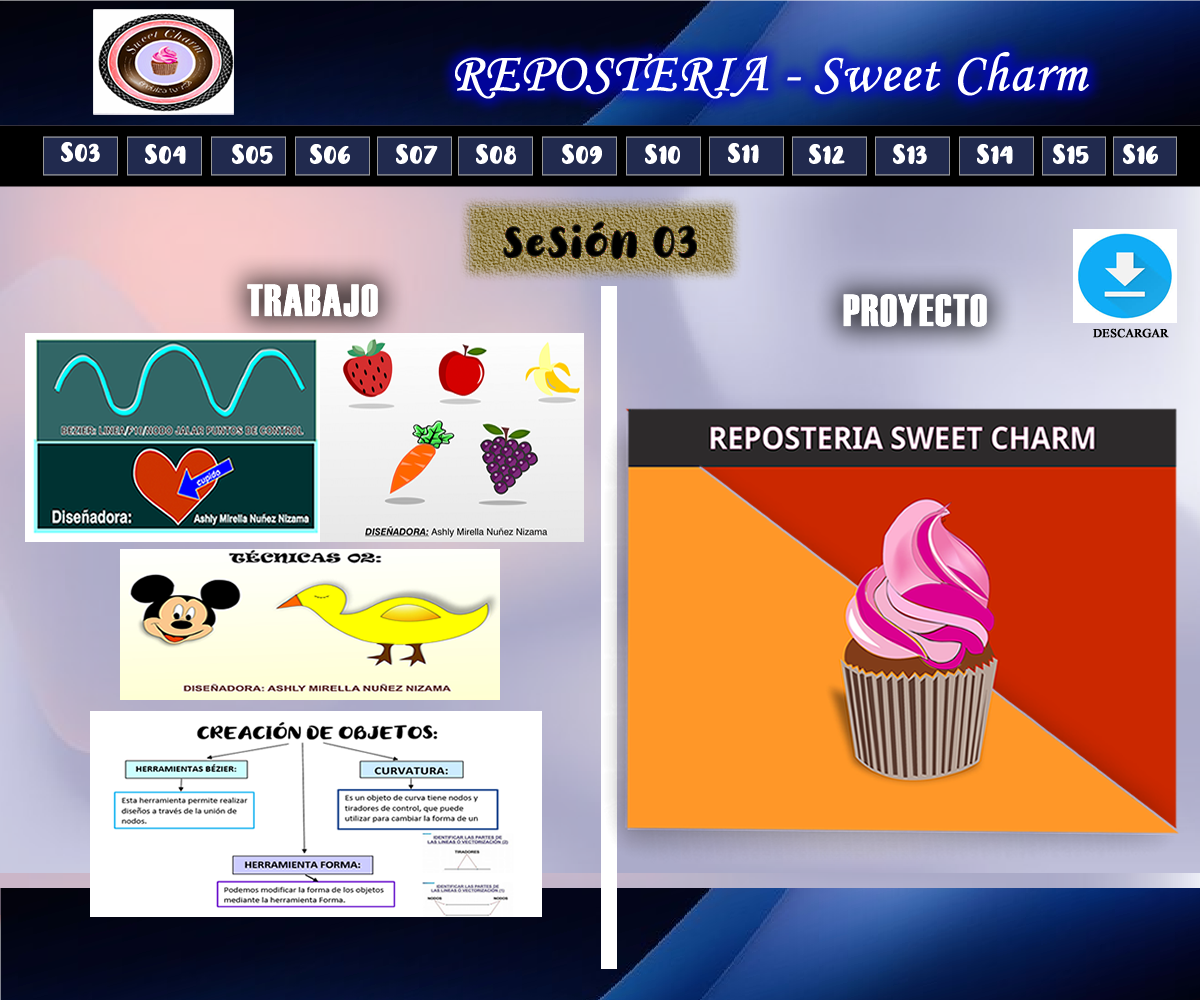 Sweet Charm
REPOSTERIA - Sweet Charm
S03 S04 S05 S06 S07 S08 S09 S10 S11 S12 S13 S14 S15 S16
SeSión 03
TRABAJO
PROYECTO
DESCARGAR
BEZIER: LINEA/F10/NODO JALAR PUNTOS DE CONTROL
cupido
Diseñadora: Ashly Mirella Nuñez Nizama
DISEÑADORA: Ashly Mirella Nuñez Nizama
TÉCNICAS 02:
DISEÑADORA: ASHLY MIRELLA NUÑEZ NIZAMA
CREACIÓN DE OBJETOS:
HERRAMIENTAS BÉZIER:
Esta herramienta permite realizar
diseños a través de la unión de
nodos.
CURVATURA:
Es un objeto de curva tiene nodos y
tiradores de control, que puede
utilizar para cambiar la forma de un
HERRAMIENTA FORMA:
Podemos modificar la forma de los objetos
mediante la herramienta Forma.
IDENTIFICAR LAS PARTES DE
LAS LINEAS O VECTORIZACIÓN (2)
TIRADORES
IDENTIFICAR LAS PARTES DE
LAS LINEAS O VECTORIZACIÓN (1)
NODOS NODOS
REPOSTERIA SWEET CHARM